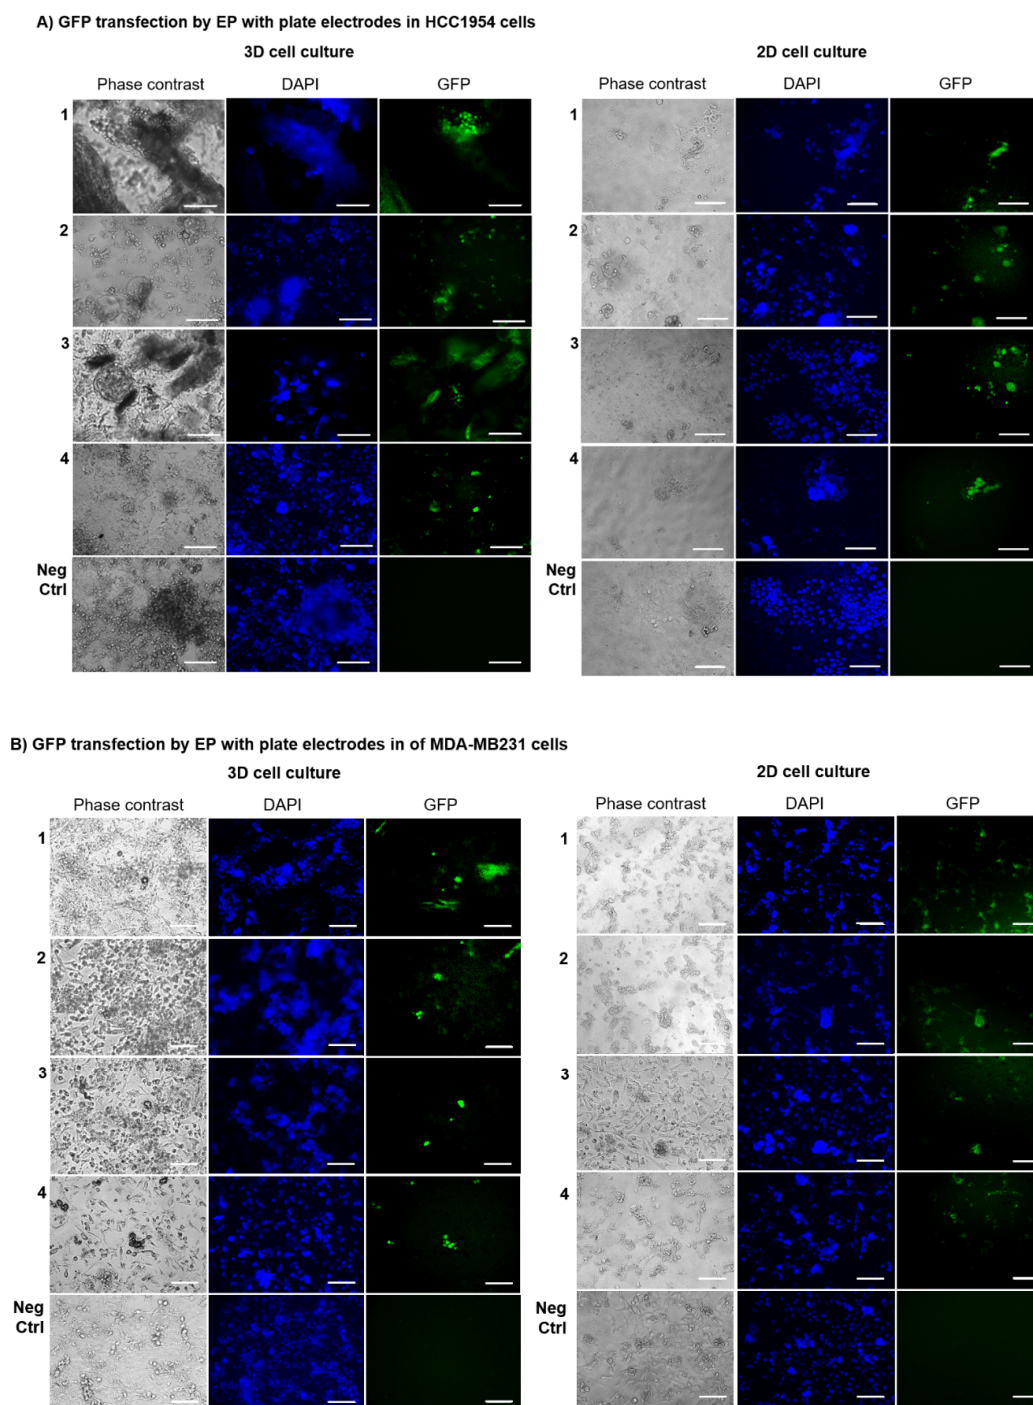 A) GFP transfection by EP with plate electrodes in HCC1954 cells
3D cell culture
2D cell culture
Phase contrast DAPI GFP
Phase contrast DAPI GFP
1
1
2
2
3
3
4
4
Neg
Ctrl
Neg
Ctrl
B) GFP transfection by EP with plate electrodes in of MDA-MB231 cells
3D cell culture
2D cell culture
Phase contrast DAPI GFP
Phase contrast DAPI GFP
1
1
2
2
3
3
4
4
Neg
Ctrl
Neg
Ctrl